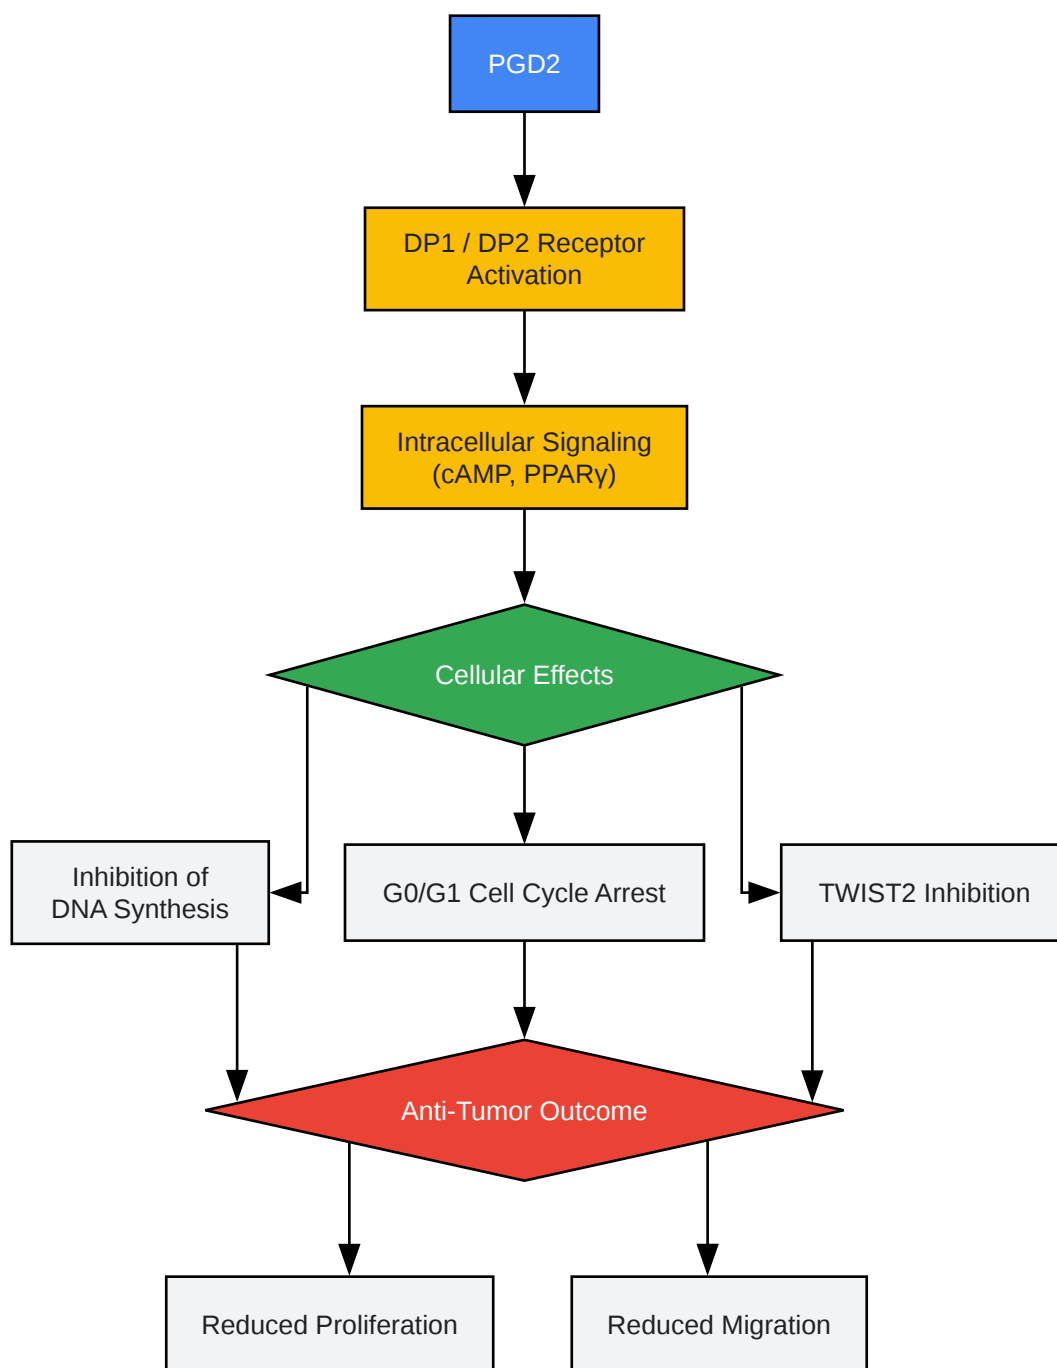 PGD2
DP1 / DP2 Receptor
Activation
Intracellular Signaling
(cAMP, PPARγ)
Cellular Effects
Inhibition of
DNA Synthesis
G0/G1 Cell Cycle Arrest
TWIST2 Inhibition
Anti-Tumor Outcome
Reduced Proliferation
Reduced Migration